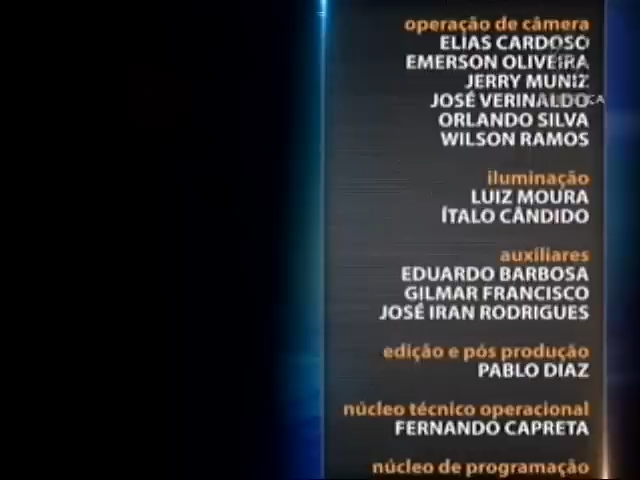 operação de câmera
ELIAS CARDOSO
EMERSON OLIVEIRA
JERRY MUNIZ
JOSÉ VERINALDO
ORLANDO SILVA
WILSON RAMOS
iluminação
LUIZ MOURA
ÍTALO CÂNDIDO
auxiliares
EDUARDO BARBOSA
GILMAR FRANCISCO
JOSÉ IRAN RODRIGUES
edição e pós produção
PABLO DIAZ
núcleo técnico operacional
FERNANDO CAPRETA
núcleo de programação